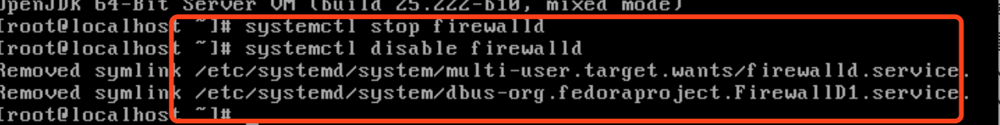 OpenJDK 64-Bit Server VM (build 25.222-b10, mixed mode)
[root@localhost ~]# systemctl stop firewalld
[root@localhost ~]# systemctl disable firewalld
Removed symlink /etc/systemd/system/multi-user.target.wants/firewalld.service.
Removed symlink /etc/systemd/system/dbus-org.fedoraproject.FirewallD1.service.
[root@localhost ~]#